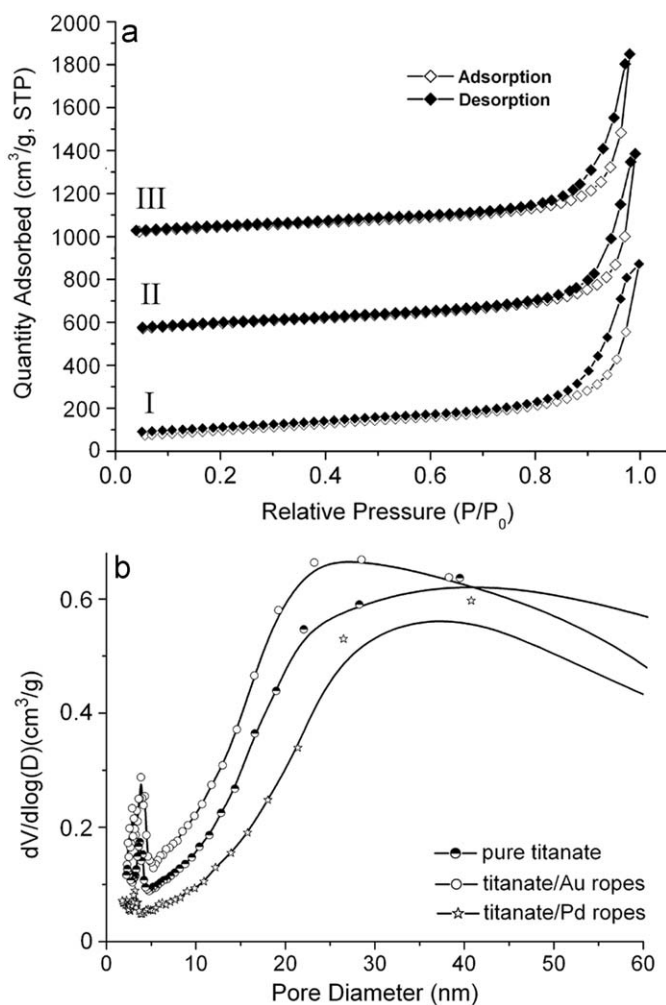 a
Quantity Adsorbed (cm³/g, STP)
2000
1800
1600
1400
1200
1000
800
600
400
200
0
Adsorption
Desorption
III
II
I
0.0 0.2 0.4 0.6 0.8 1.0
Relative Pressure (P/P₀)
b
dV/dlog(D)(cm³/g)
0.6
0.4
0.2
0.0
pure titanate
titanate/Au ropes
titanate/Pd ropes
0 5 10 20 30 40 50 60
Pore Diameter (nm)